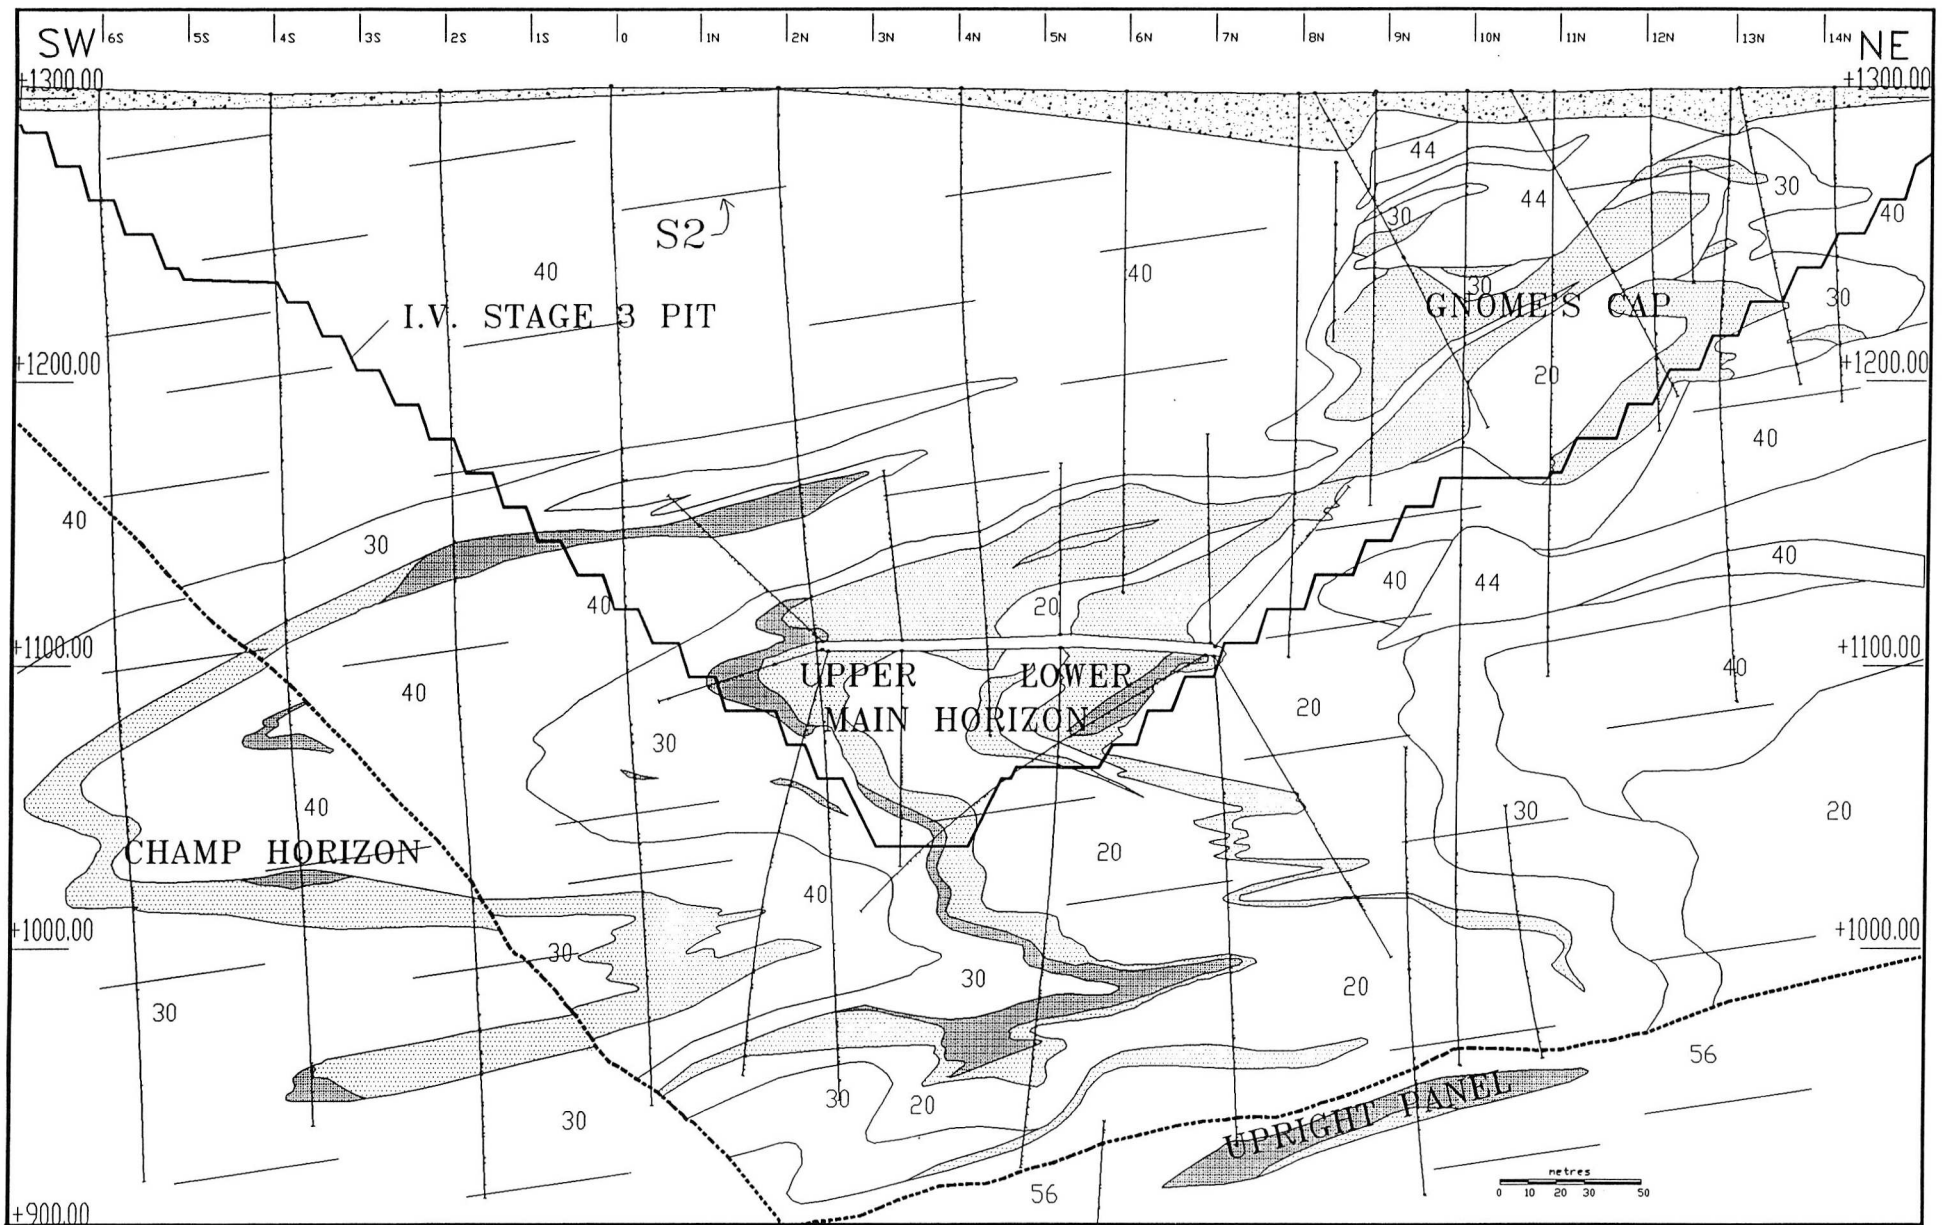 SW 6S 5S 4S 3S 2S 1S 0 1N 2N 3N 4N 5N 6N 7N 8N 9N 10N 11N 12N 13N 14N NE
+1300.00 +1300.00
44
30 40
44
30
S2
40 40
30 30
I.V. STAGE 3 PIT GNOME'S CAP
+1200.00 +1200.00
20
40
40
30 40
40 44
40 20
+1100.00 +1100.00
40
UPPER LOWER
40
MAIN HORIZON
20
30
40 30 20
CHAMP HORIZON 20
40
+1000.00 +1000.00
30
30 20
30
56
30 20
UPRIGHT PANEL
30
metres
0 10 20 30 50
56
+900.00